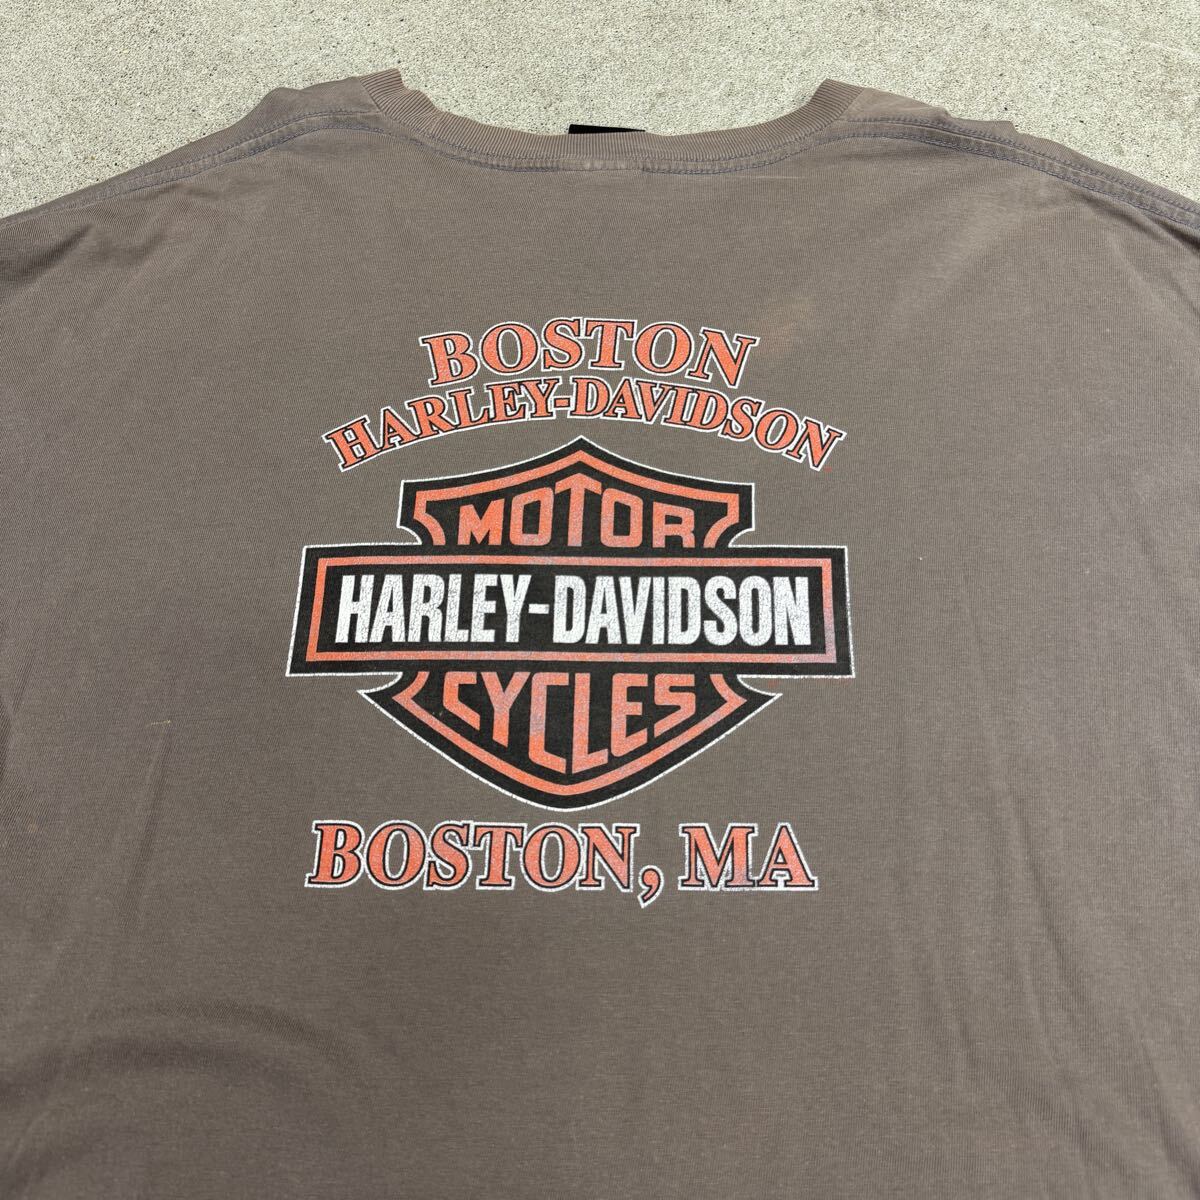 BOSTON
HARLEY-DAVIDSON
MOTOR
HARLEY-DAVIDSON
CYCLES
BOSTON, MA